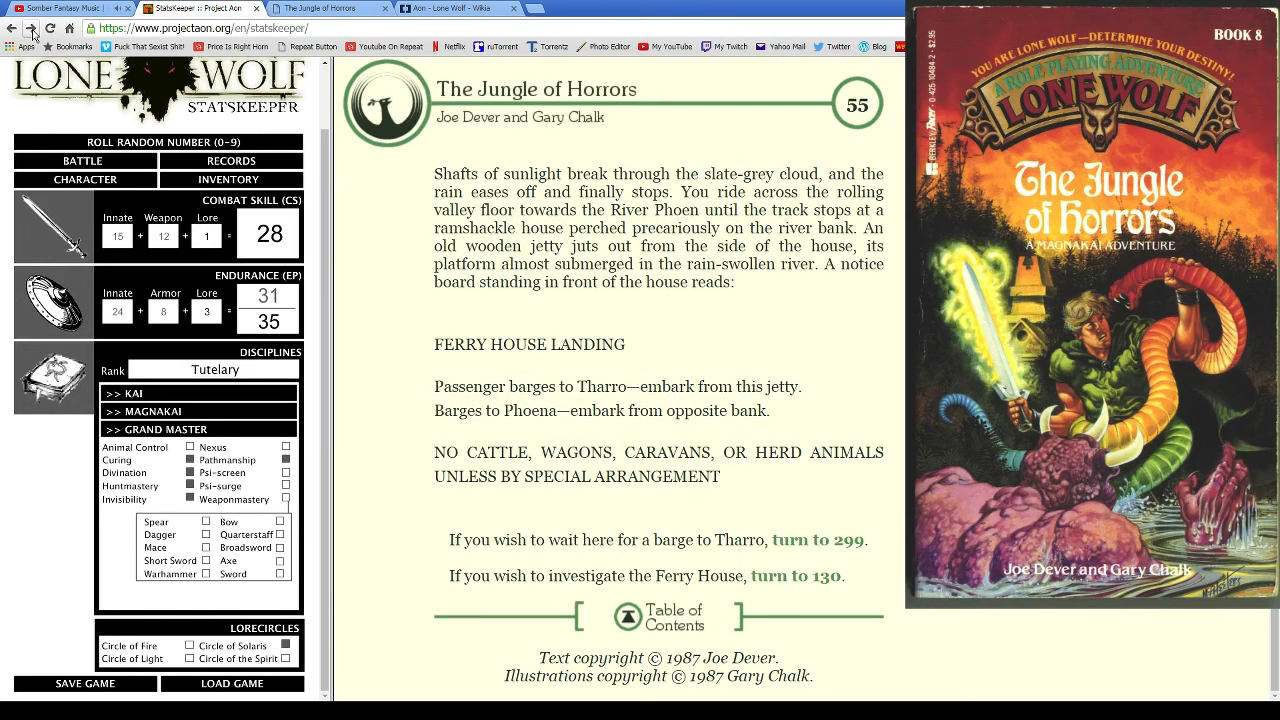 Somber Fantasy Music |
StatsKeeper :: Project Aon
The Jungle of Horrors
Aon - Lone Wolf - Wikia
https://www.projectaon.org/en/statskeeper/
Apps
Bookmarks
Fuck That Sexist Shit!
Price is Right Horn
Repeat Button
Youtube On Repeat
Netflix
ruTorrent
Torrentz
Photo Editor
My YouTube
My Twitch
Yahoo Mail
Twitter
Blog
LONE WOLF
STATSKEEPER
ROLL RANDOM NUMBER (0-9)
BATTLE
RECORDS
CHARACTER
INVENTORY
COMBAT SKILL (CS)
Innate Weapon Lore
15 + 12 + 1 = 28
ENDURANCE (EP)
Innate Armor Lore
31
24 + 8 + 3 =
35
DISCIPLINES
Rank Tutelary
>> KAI
>> MAGNAKAI
>> GRAND MASTER
Animal Control Nexus
Curing Pathmanship
Divination Psi-screen
Huntmastery Psi-surge
Invisibility Weaponmastery
Spear Bow
Dagger Quarterstaff
Mace Broadsword
Short Sword Axe
Warhammer Sword
LORECIRCLES
Circle of Fire Circle of Solaris
Circle of Light Circle of the Spirit
SAVE GAME
LOAD GAME
The Jungle of Horrors
55
Joe Dever and Gary Chalk
Shafts of sunlight break through the slate-grey cloud, and the
rain eases off and finally stops. You ride across the rolling
valley floor towards the River Phoen until the track stops at a
ramshackle house perched precariously on the river bank. An
old wooden jetty juts out from the side of the house, its
platform almost submerged in the rain-swollen river. A notice
board standing in front of the house reads:
FERRY HOUSE LANDING
Passenger barges to Tharro—embark from this jetty.
Barges to Phoena—embark from opposite bank.
NO CATTLE, WAGONS, CARAVANS, OR HERD ANIMALS
UNLESS BY SPECIAL ARRANGEMENT
If you wish to wait here for a barge to Tharro, turn to 299.
If you wish to investigate the Ferry House, turn to 130.
Table of
Contents
Text copyright © 1987 Joe Dever.
Illustrations copyright © 1987 Gary Chalk.
BOOK 8
YOU ARE LONE WOLF—DETERMINE YOUR DESTINY!
A ROLE PLAYING ADVENTURE
LONE WOLF
BERKLEY/Pacer • 0-425-10484-2 • $2.95
The Jungle
of Horrors
A MAGNAKAI ADVENTURE
Joe Dever and Gary Chalk